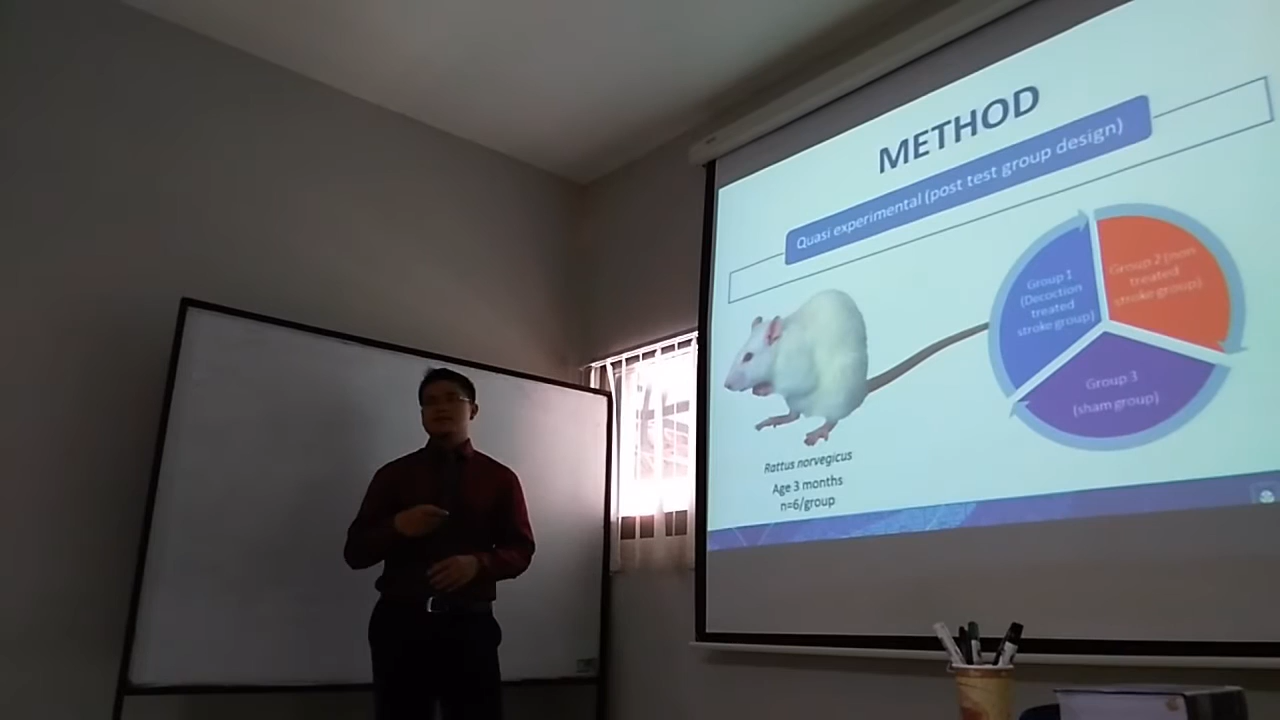 METHOD
Quasi experimental (post test group design)
Group 1
(Decoction
treated
stroke group)
Group 2 (non
treated
stroke group)
Group 3
(sham group)
Rattus norvegicus
Age 3 months
n=6/group